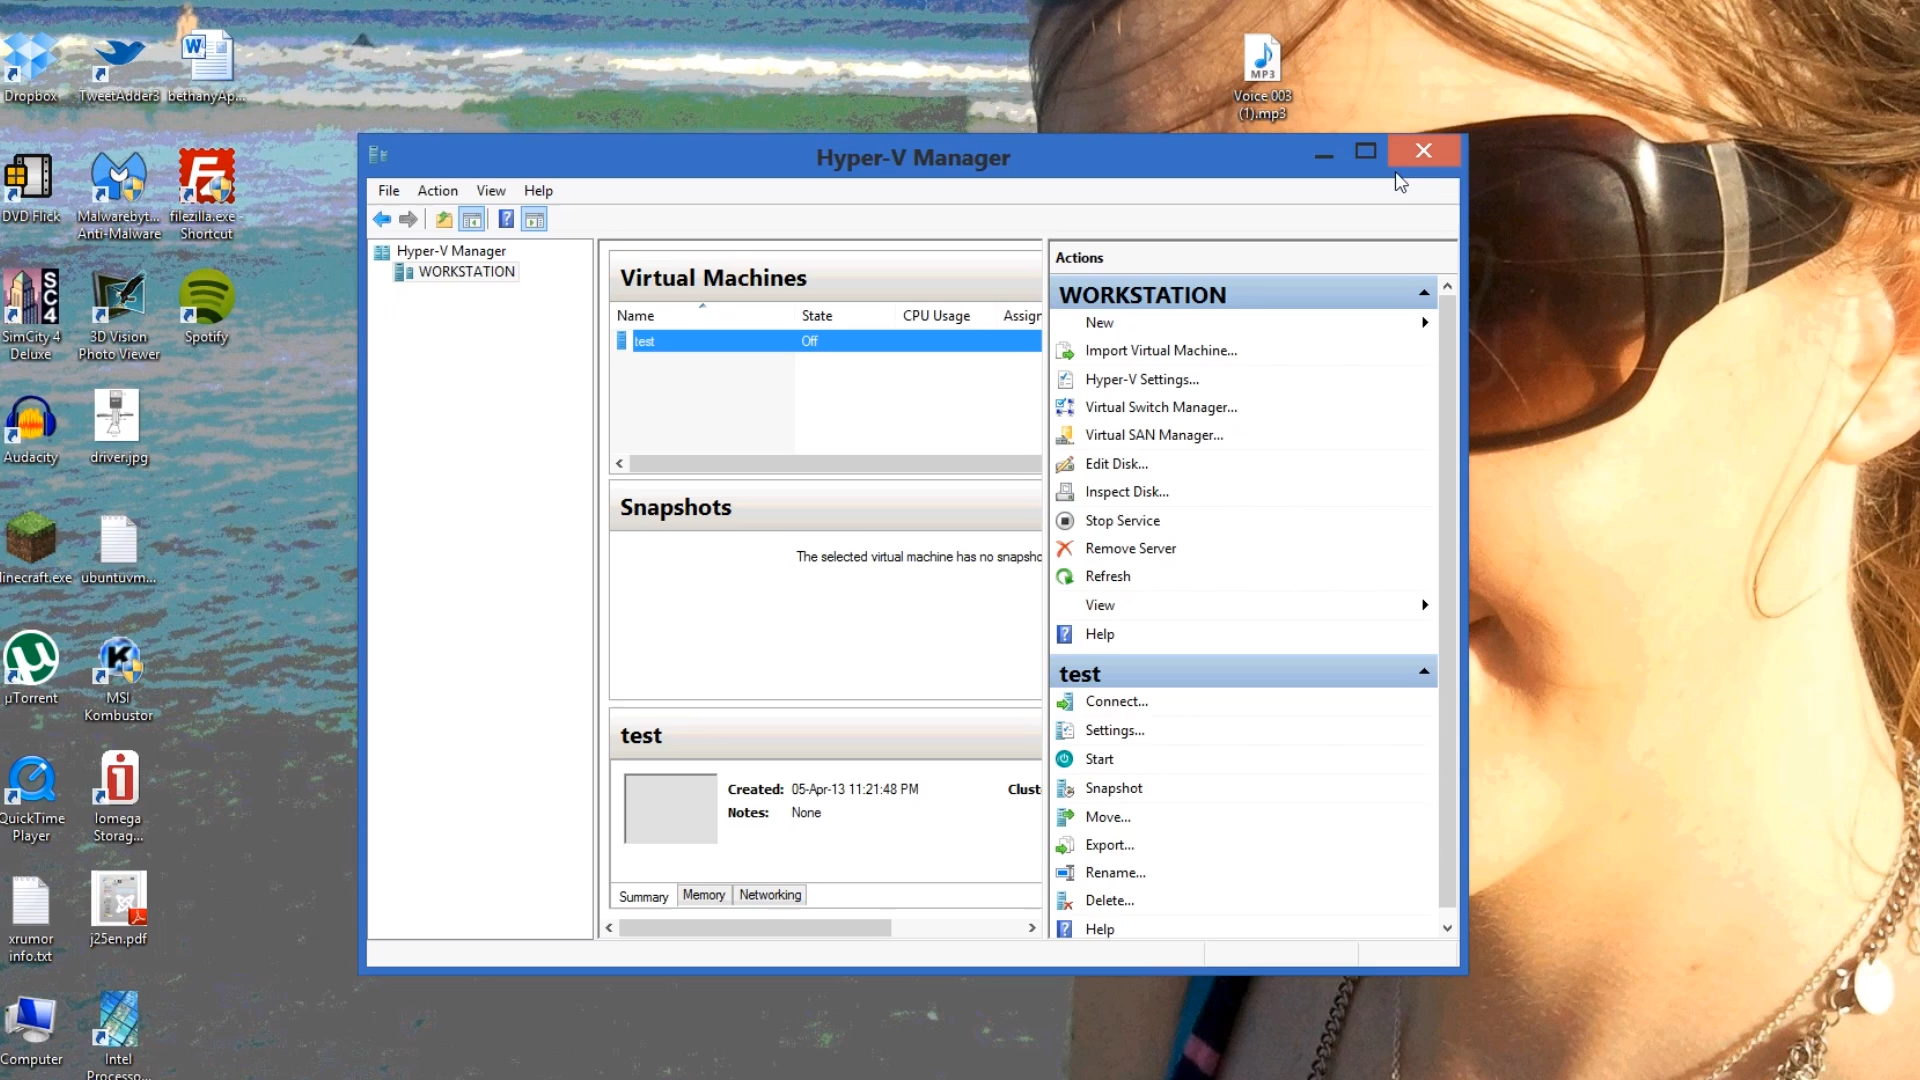 Dropbox
TweetAdder3
bethanyAp...
Voice 003
(1).mp3
MP3
DVD Flick
Malwarebyt...
Anti-Malware
filezilla.exe -
Shortcut
SimCity 4
Deluxe
SC4
3D Vision
Photo Viewer
Spotify
Audacity
driver.jpg
inecraft.exe
ubuntuvm...
µTorrent
MSI
Kombustor
QuickTime
Player
Iomega
Storag...
xrumor
info.txt
j25en.pdf
Computer
Intel
Processo...
Hyper-V Manager
File Action View Help
Hyper-V Manager
WORKSTATION
Virtual Machines
Name State CPU Usage Assign
test Off
Snapshots
The selected virtual machine has no snapsho
test
Created: 05-Apr-13 11:21:48 PM Clust
Notes: None
Summary Memory Networking
Actions
WORKSTATION
New
Import Virtual Machine...
Hyper-V Settings...
Virtual Switch Manager...
Virtual SAN Manager...
Edit Disk...
Inspect Disk...
Stop Service
Remove Server
Refresh
View
Help
test
Connect...
Settings...
Start
Snapshot
Move...
Export...
Rename...
Delete...
Help